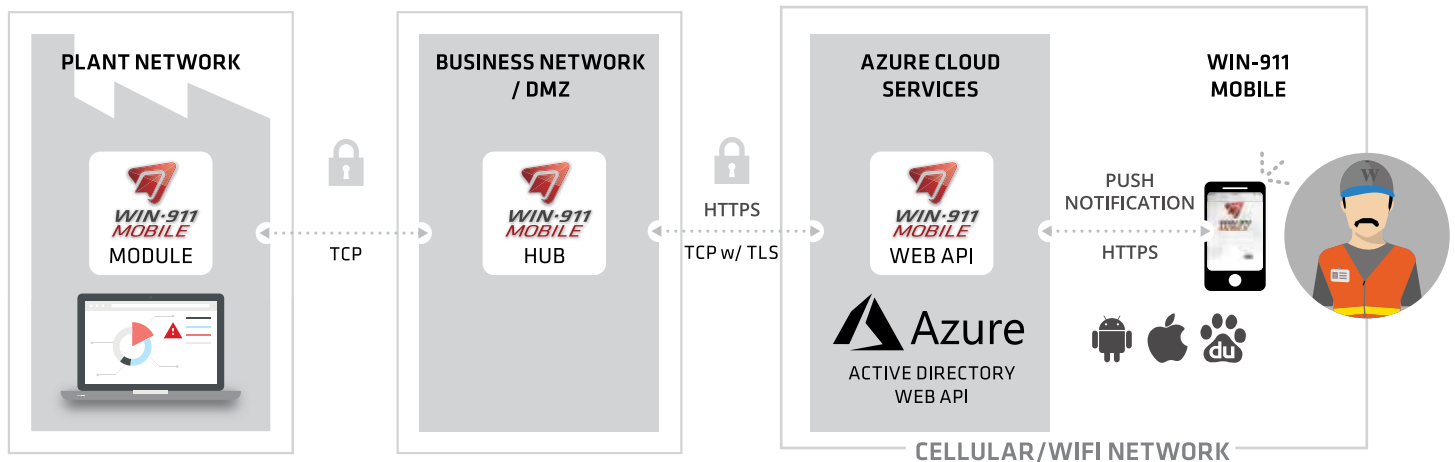 PLANT NETWORK
WIN-911
MOBILE
MODULE
TCP
BUSINESS NETWORK
/ DMZ
WIN-911
MOBILE
HUB
HTTPS
TCP w/ TLS
AZURE CLOUD
SERVICES
WIN-911
MOBILE
WEB API
Azure
ACTIVE DIRECTORY
WEB API
PUSH
NOTIFICATION
HTTPS
WIN-911
MOBILE
W
du
CELLULAR/WIFI NETWORK